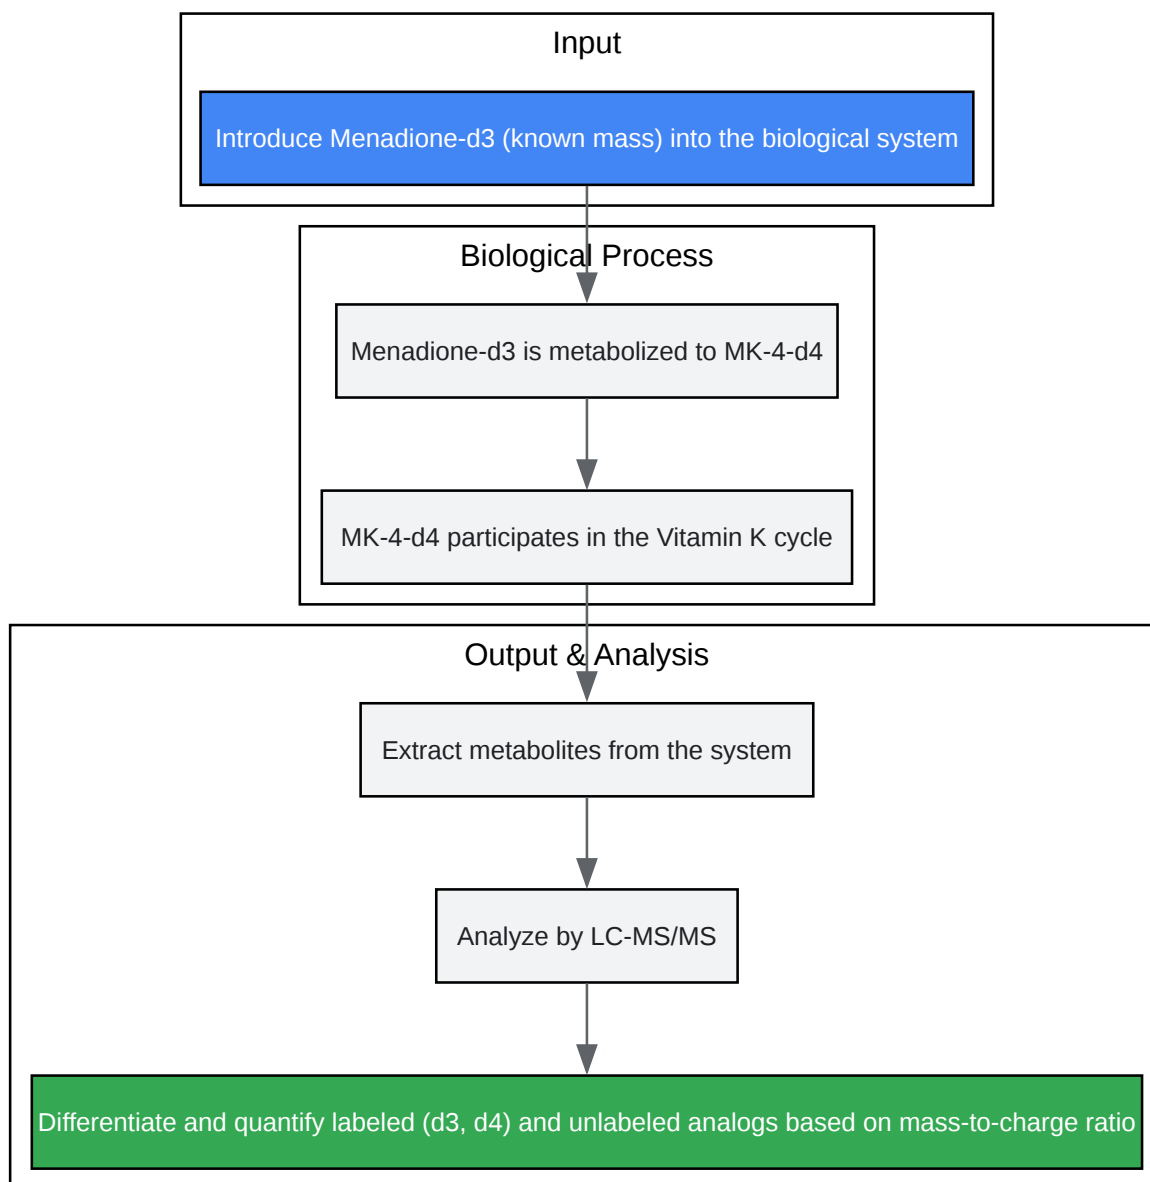 Input
Introduce Menadione-d3 (known mass) into the biological system
Biological Process
Menadione-d3 is metabolized to MK-4-d4
MK-4-d4 participates in the Vitamin K cycle
Output & Analysis
Extract metabolites from the system
Analyze by LC-MS/MS
Differentiate and quantify labeled (d3, d4) and unlabeled analogs based on mass-to-charge ratio